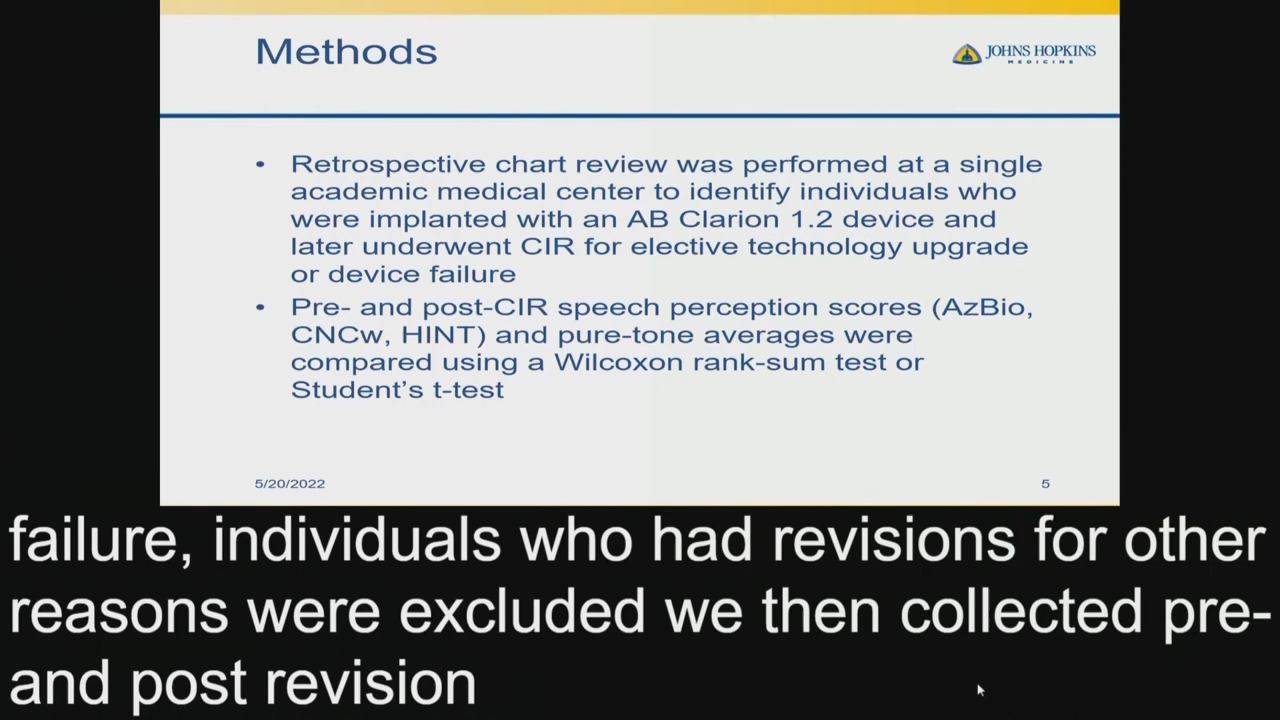 Methods
JOHNS HOPKINS
MEDICINE
• Retrospective chart review was performed at a single
academic medical center to identify individuals who
were implanted with an AB Clarion 1.2 device and
later underwent CIR for elective technology upgrade
or device failure
• Pre- and post-CIR speech perception scores (AzBio,
CNCw, HINT) and pure-tone averages were
compared using a Wilcoxon rank-sum test or
Student’s t-test
5/20/2022
5
failure, individuals who had revisions for other
reasons were excluded we then collected pre-
and post revision